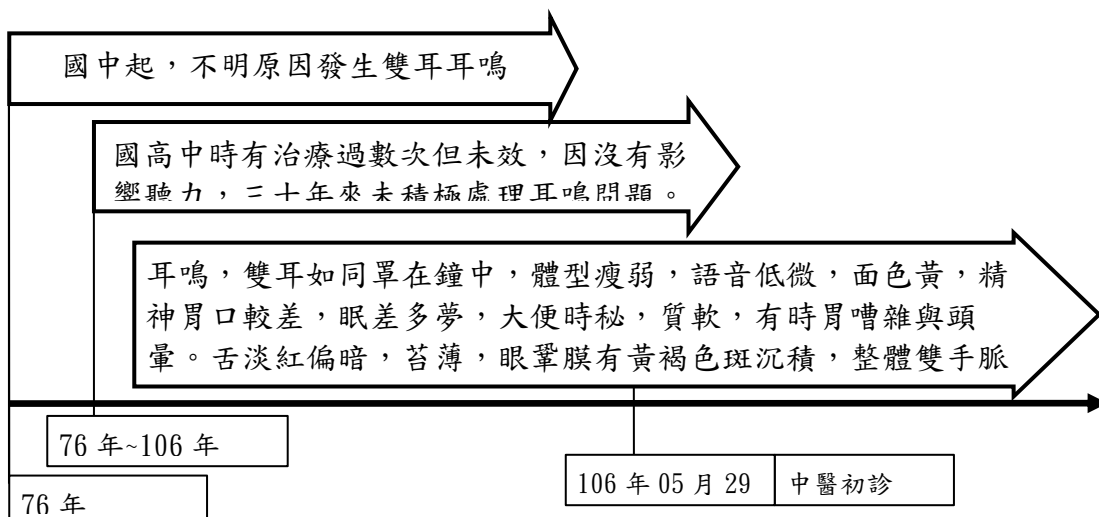 國中起，不明原因發生雙耳耳鳴
國高中時有治療過數次但未效，因沒有影
響聽力，三十年來未積極處理耳鳴問題。
耳鳴，雙耳如同罩在鐘中，體型瘦弱，語音低微，面色黃，精
神胃口較差，眠差多夢，大便時秘，質軟，有時胃嘈雜與頭
暈。舌淡紅偏暗，苔薄，眼鞏膜有黃褐色斑沉積，整體雙手脈
76 年~106 年
106 年 05 月 29
中醫初診
76 年